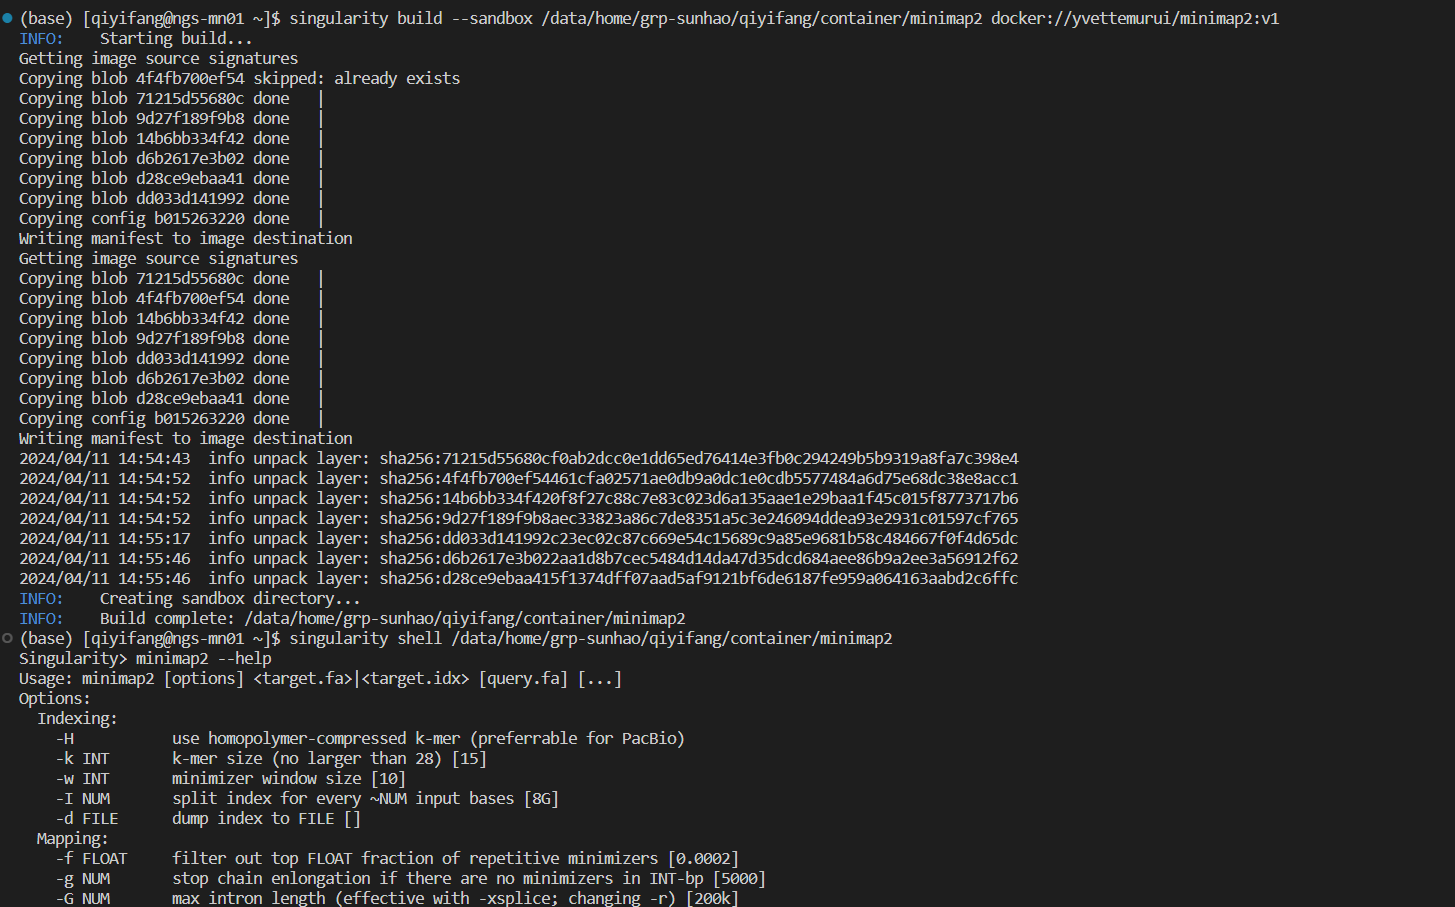 (base) [qiyifang@ngs-mn01 ~]$ singularity build --sandbox /data/home/grp-sunhao/qiyifang/container/minimap2 docker://yvettemurui/minimap2:v1
INFO:    Starting build...
Getting image source signatures
Copying blob 4f4fb700ef54 skipped: already exists
Copying blob 71215d55680c done   |
Copying blob 9d27f189f9b8 done   |
Copying blob 14b6bb334f42 done   |
Copying blob d6b2617e3b02 done   |
Copying blob d28ce9ebaa41 done   |
Copying blob dd033d141992 done   |
Copying config b015263220 done   |
Writing manifest to image destination
Getting image source signatures
Copying blob 71215d55680c done   |
Copying blob 4f4fb700ef54 done   |
Copying blob 14b6bb334f42 done   |
Copying blob 9d27f189f9b8 done   |
Copying blob dd033d141992 done   |
Copying blob d6b2617e3b02 done   |
Copying blob d28ce9ebaa41 done   |
Copying config b015263220 done   |
Writing manifest to image destination
2024/04/11 14:54:43  info unpack layer: sha256:71215d55680cf0ab2dcc0e1dd65ed76414e3fb0c294249b5b9319a8fa7c398e4
2024/04/11 14:54:52  info unpack layer: sha256:4f4fb700ef54461cfa02571ae0db9a0dc1e0cdb5577484a6d75e68dc38e8acc1
2024/04/11 14:54:52  info unpack layer: sha256:14b6bb334f420f8f27c88c7e83c023d6a135aae1e29baa1f45c015f8773717b6
2024/04/11 14:54:52  info unpack layer: sha256:9d27f189f9b8aec33823a86c7de8351a5c3e246094ddea93e2931c01597cf765
2024/04/11 14:55:17  info unpack layer: sha256:dd033d141992c23ec02c87c669e54c15689c9a85e9681b58c484667f0f4d65dc
2024/04/11 14:55:46  info unpack layer: sha256:d6b2617e3b022aa1d8b7cec5484d14da47d35dcd684aee86b9a2ee3a56912f62
2024/04/11 14:55:46  info unpack layer: sha256:d28ce9ebaa415f1374dff07aad5af9121bf6de6187fe959a064163aabd2c6ffc
INFO:    Creating sandbox directory...
INFO:    Build complete: /data/home/grp-sunhao/qiyifang/container/minimap2
(base) [qiyifang@ngs-mn01 ~]$ singularity shell /data/home/grp-sunhao/qiyifang/container/minimap2
Singularity> minimap2 --help
Usage: minimap2 [options] <target.fa>|<target.idx> [query.fa] [...]
Options:
  Indexing:
    -H           use homopolymer-compressed k-mer (preferrable for PacBio)
    -k INT       k-mer size (no larger than 28) [15]
    -w INT       minimizer window size [10]
    -I NUM       split index for every ~NUM input bases [8G]
    -d FILE      dump index to FILE []
  Mapping:
    -f FLOAT     filter out top FLOAT fraction of repetitive minimizers [0.0002]
    -g NUM       stop chain enlongation if there are no minimizers in INT-bp [5000]
    -G NUM       max intron length (effective with -xsplice; changing -r) [200k]